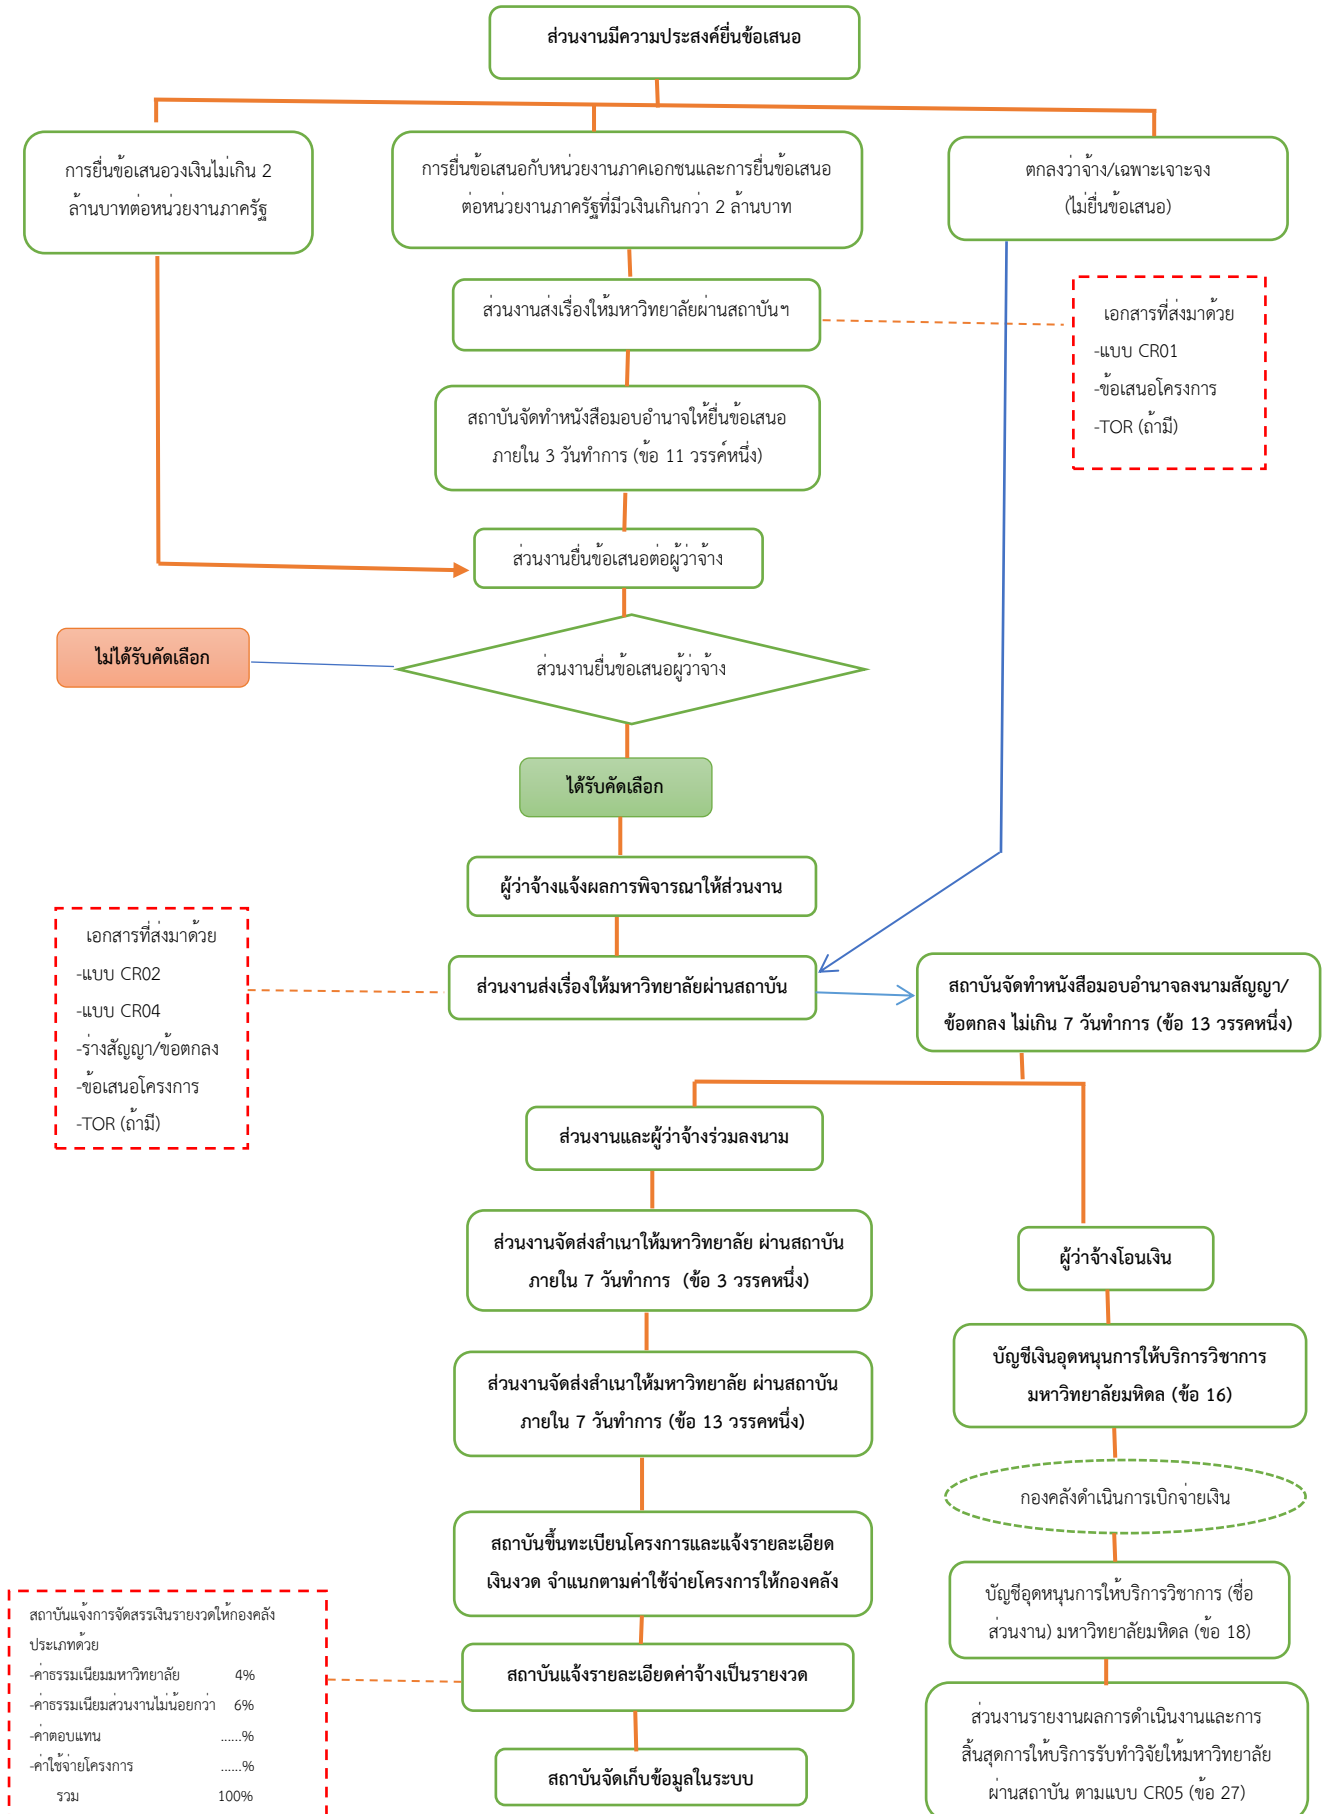 ส่วนงานมีความประสงค์ยื่นข้อเสนอ
การยื่นข้อเสนอวงเงินไม่เกิน 2
ล้านบาทต่อหน่วยงานภาครัฐ
การยื่นข้อเสนอกับหน่วยงานภาคเอกชนและการยื่นข้อเสนอ
ต่อหน่วยงานภาครัฐที่มีวเงินเกินกว่า 2 ล้านบาท
ตกลงว่าจ้าง/เฉพาะเจาะจง
(ไม่ยื่นข้อเสนอ)
ส่วนงานส่งเรื่องให้มหาวิทยาลัยผ่านสถาบันฯ
เอกสารที่ส่งมาด้วย
-แบบ CR01
-ข้อเสนอโครงการ
-TOR (ถ้ามี)
สถาบันจัดทำหนังสือมอบอำนาจให้ยื่นข้อเสนอ
ภายใน 3 วันทำการ (ข้อ 11 วรรค์หนึ่ง)
ส่วนงานยื่นข้อเสนอต่อผู้ว่าจ้าง
ไม่ได้รับคัดเลือก
ส่วนงานยื่นข้อเสนอผู้ว่าจ้าง
ได้รับคัดเลือก
ผู้ว่าจ้างแจ้งผลการพิจารณาให้ส่วนงาน
เอกสารที่ส่งมาด้วย
-แบบ CR02
-แบบ CR04
-ร่างสัญญา/ข้อตกลง
-ข้อเสนอโครงการ
-TOR (ถ้ามี)
ส่วนงานส่งเรื่องให้มหาวิทยาลัยผ่านสถาบัน
สถาบันจัดทำหนังสือมอบอำนาจลงนามสัญญา/
ข้อตกลง ไม่เกิน 7 วันทำการ (ข้อ 13 วรรคหนึ่ง)
ส่วนงานและผู้ว่าจ้างร่วมลงนาม
ส่วนงานจัดส่งสำเนาให้มหาวิทยาลัย ผ่านสถาบัน
ภายใน 7 วันทำการ (ข้อ 3 วรรคหนึ่ง)
ผู้ว่าจ้างโอนเงิน
ส่วนงานจัดส่งสำเนาให้มหาวิทยาลัย ผ่านสถาบัน
ภายใน 7 วันทำการ (ข้อ 13 วรรคหนึ่ง)
บัญชีเงินอุดหนุนการให้บริการวิชาการ
มหาวิทยาลัยมหิดล (ข้อ 16)
กองคลังดำเนินการเบิกจ่ายเงิน
สถาบันขึ้นทะเบียนโครงการและแจ้งรายละเอียด
เงินงวด จำแนกตามค่าใช้จ่ายโครงการให้กองคลัง
บัญชีอุดหนุนการให้บริการวิชาการ (ชื่อ
ส่วนงาน) มหาวิทยาลัยมหิดล (ข้อ 18)
สถาบันแจ้งการจัดสรรเงินรายงวดให้กองคลัง
ประเภทด้วย
-ค่าธรรมเนียมมหาวิทยาลัย 4%
-ค่าธรรมเนียมส่วนงานไม่น้อยกว่า 6%
-ค่าตอบแทน ......%
-ค่าใช้จ่ายโครงการ ......%
รวม 100%
สถาบันแจ้งรายละเอียดค่าจ้างเป็นรายงวด
สถาบันจัดเก็บข้อมูลในระบบ
ส่วนงานรายงานผลการดำเนินงานและการ
สิ้นสุดการให้บริการรับทำวิจัยให้มหาวิทยาลัย
ผ่านสถาบัน ตามแบบ CR05 (ข้อ 27)